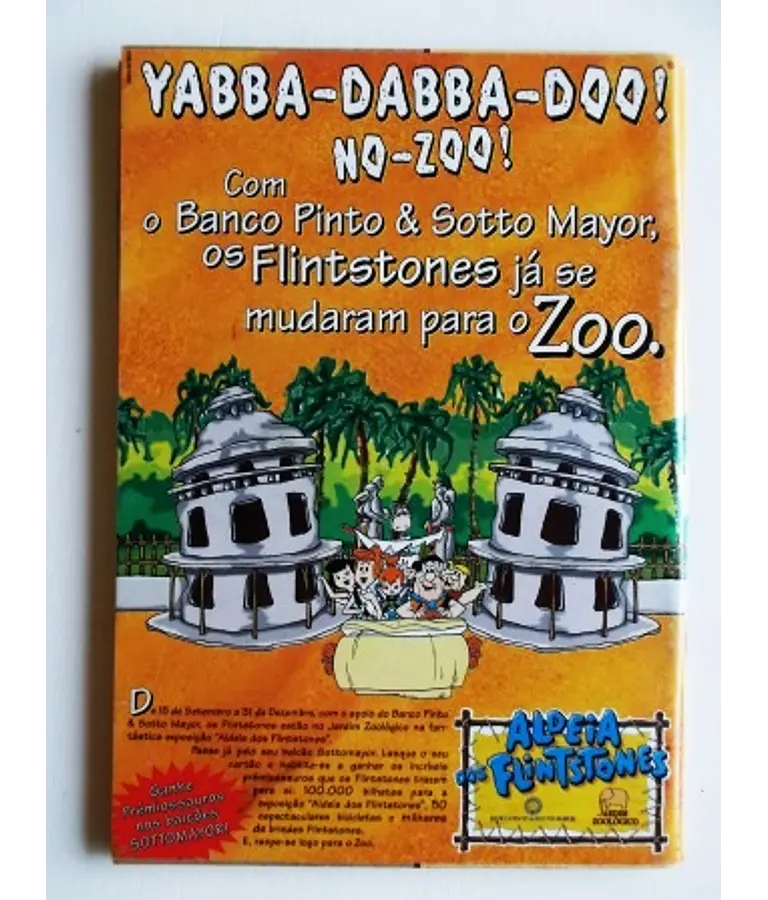 YABBA-DABBA-DOO!
NO-ZOO!
Com
o Banco Pinto & Sotto Mayor,
os Flintstones já se
mudaram para o Zoo.
De 15 de Setembro a 31 de Dezembro, com o apoio do Banco Pinto
& Sotto Mayor, os Flintstones estão no Jardim Zoológico na fan-
tástica exposição "Aldeia dos Flintstones".
Passe já pelo seu balcão Sottomayor. Lasque o seu
cartão e habilite-se a ganhar os incríveis
prémiossauros que os Flintstones trazem
para si: 100.000 bilhetes para a
exposição "Aldeia dos Flintstones", 50
espectaculares bicicletas e milhares
de brindes Flintstones.
E, raspe-se logo para o Zoo.
Ganhe
Prémiossauros
nos balcões
SOTTOMAYOR!
ALDEIA
DOS FLINTSTONES
JARDIM
ZOOLÓGICO